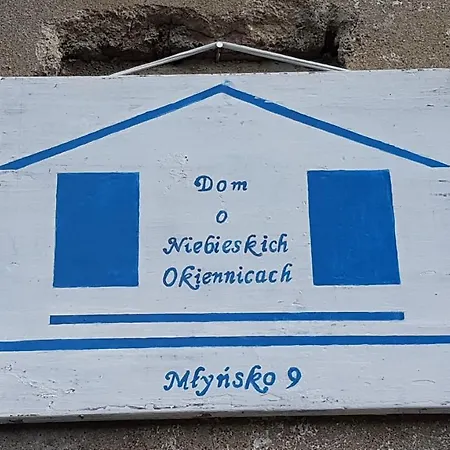 Dom
o
Niebieskich
Okiennicach
Młyńsko 9